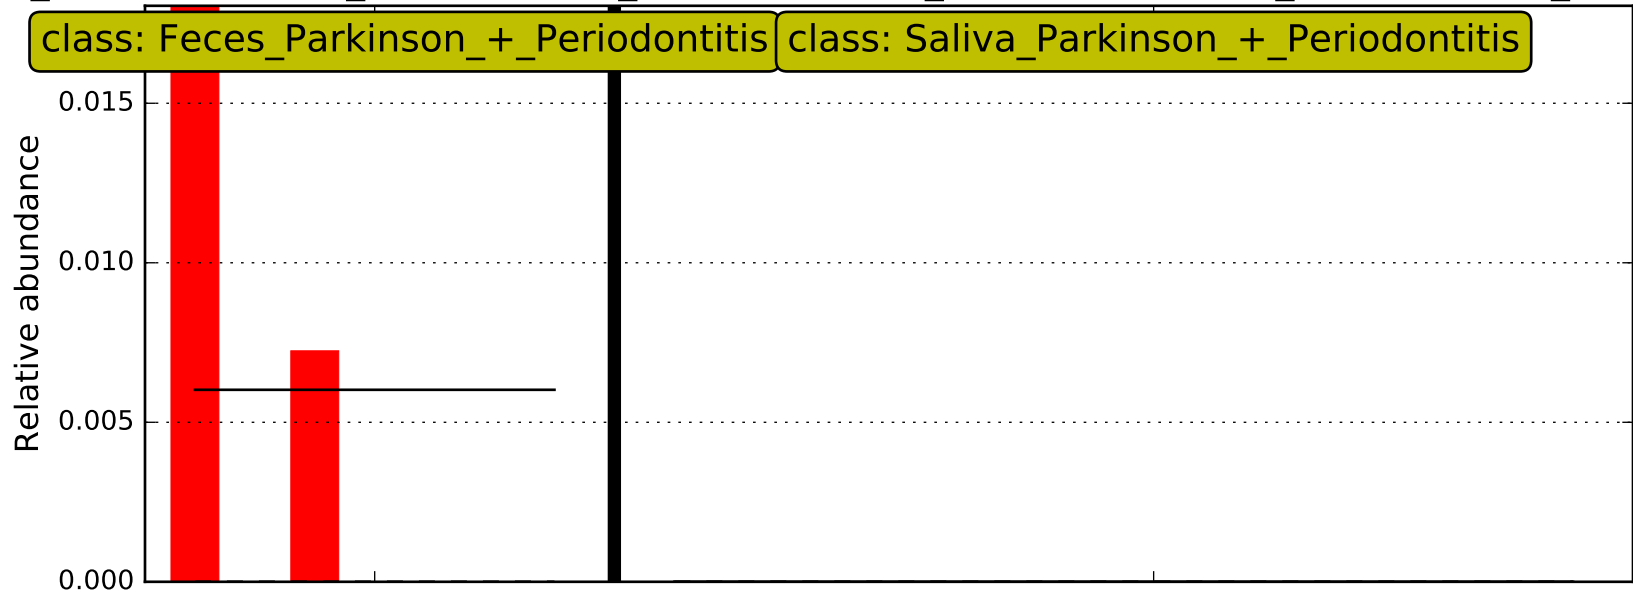 class: Feces_Parkinson_+_Periodontitis
class: Saliva_Parkinson_+_Periodontitis
0.015
0.010
0.005
0.000
Relative abundance